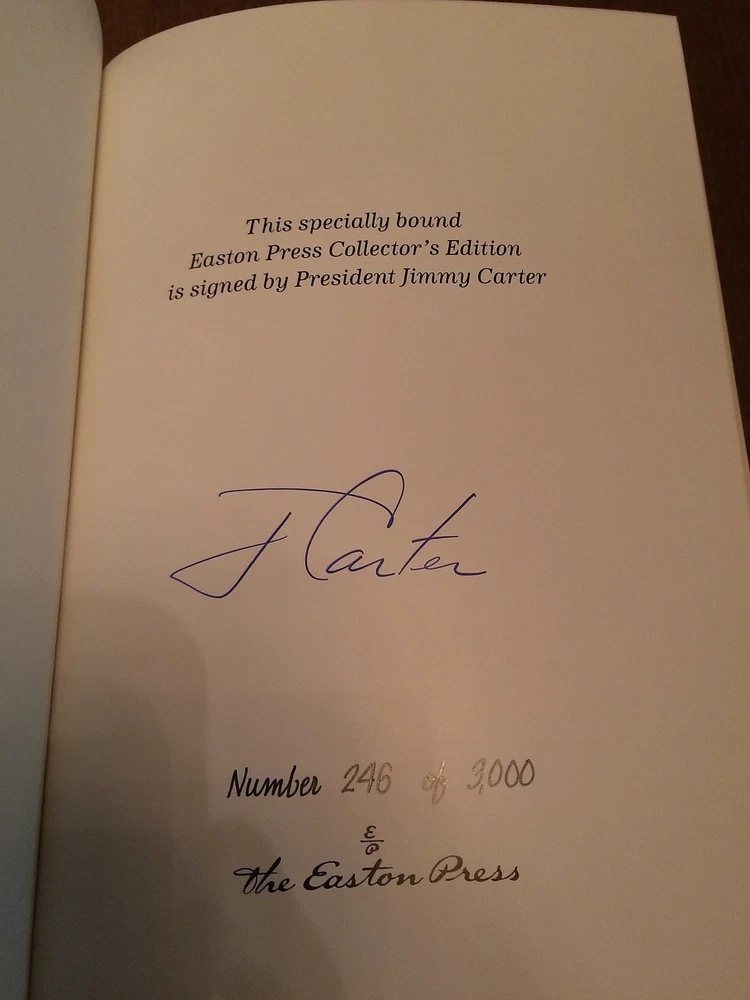 This specially bound
Easton Press Collector's Edition
is signed by President Jimmy Carter
J Carter
Number 246 of 3,000
E
P
The Easton Press